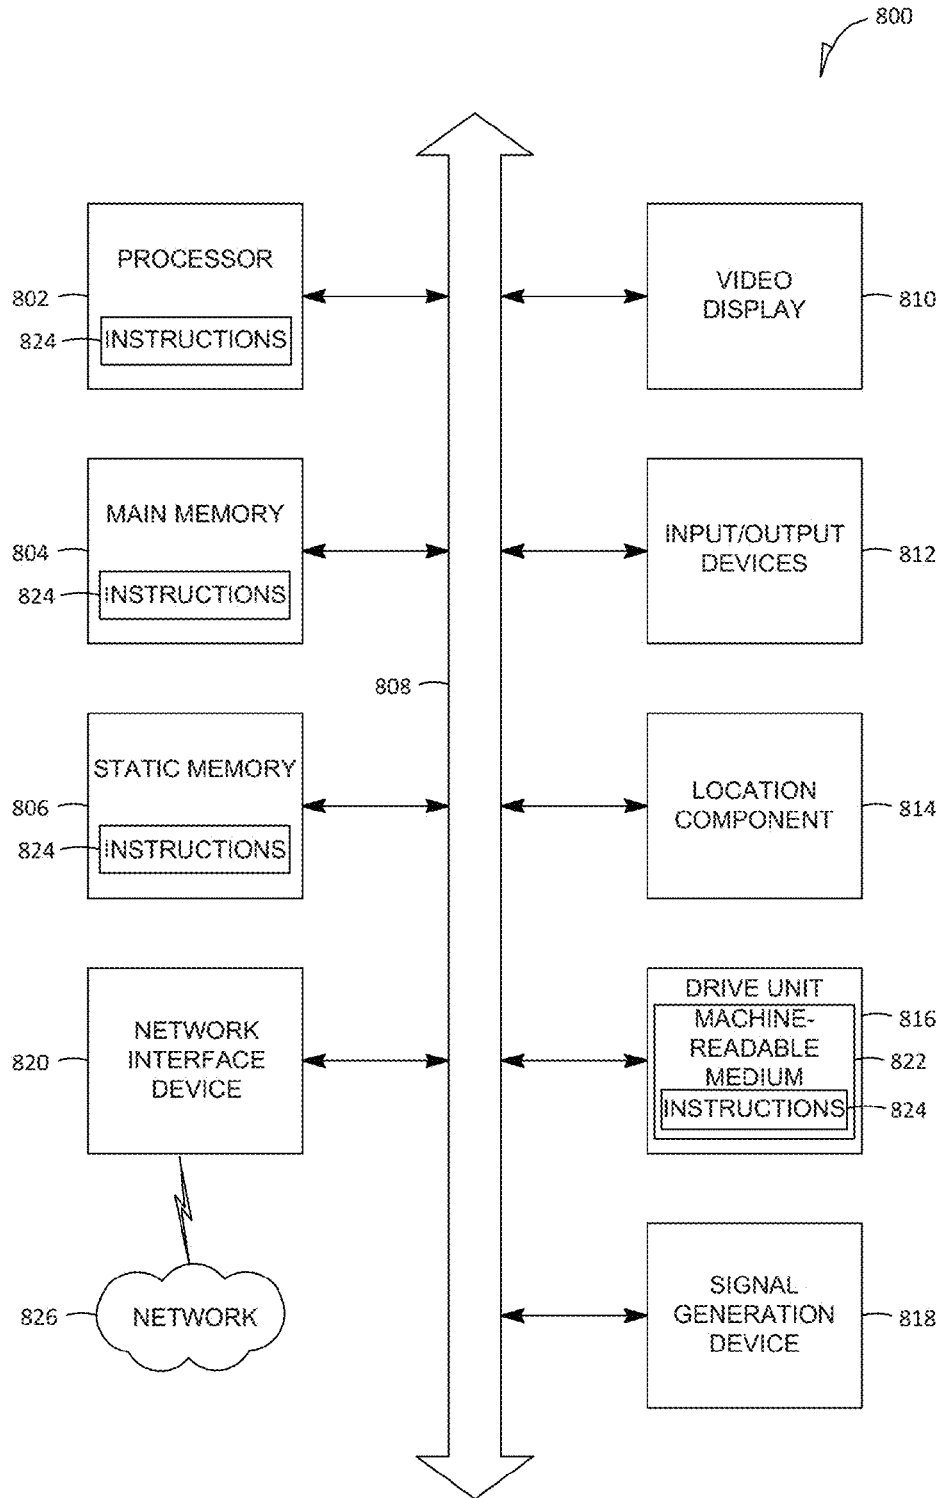 800
PROCESSOR
802
824
INSTRUCTIONS
VIDEO
DISPLAY
810
MAIN MEMORY
804
824
INSTRUCTIONS
INPUT/OUTPUT
DEVICES
812
808
STATIC MEMORY
806
824
INSTRUCTIONS
LOCATION
COMPONENT
814
NETWORK
INTERFACE
DEVICE
820
DRIVE UNIT
816
MACHINE-
READABLE
MEDIUM
822
INSTRUCTIONS
824
826
NETWORK
SIGNAL
GENERATION
DEVICE
818